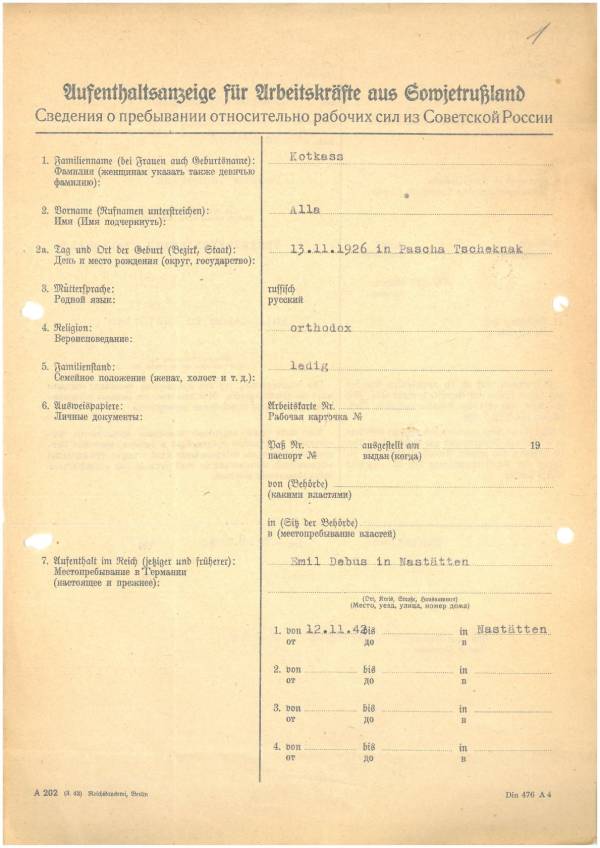 1
Aufenthaltsanzeige für Arbeitskräfte aus Sowjetrußland
Сведения о пребывании относительно рабочих сил из Советской России
1. Familienname (bei Frauen auch Geburtsname): Kotkass
Фамилия (женщинам указать также девичью
фамилию):
2. Vorname (Rufnamen unterstreichen): Alla
Имя (Имя подчеркнуть):
2a. Tag und Ort der Geburt (Bezirk, Staat): 13.11.1926 in Pascha Tscheknak
День и место рождения (округ, государство):
3. Müttersprache: russisch
Родвой язык: русский
4. Religion: orthodox
Вероисповедание:
5. Familienstand: ledig
Семейное положение (женат, холост и т. д.):
6. Ausweispapiere: Arbeitskarte Nr.
Личные документы: Рабочая карточка №
Paß Nr. ausgestellt am 19
паспорт № выдан (когда)
von (Behörde)
(какими властями)
in (Sitz der Behörde)
в (местопребывание властей)
7. Aufenthalt im Reich (jetziger und früherer): Emil Debus in Nastätten
Местопребывание в Германии
(настоящее и прежнее):
(Ort, Kreis, Straße, Hausnummer)
(Место, уезд, улица, номер дома)
1. von 12.11.42 bis in Nastätten
от до в
2. von bis in
от до в
3. von bis in
от до в
4. von bis in
от до в
A 202 (3. 42) Reichsdruckerei, Berlin Din 476 A 4